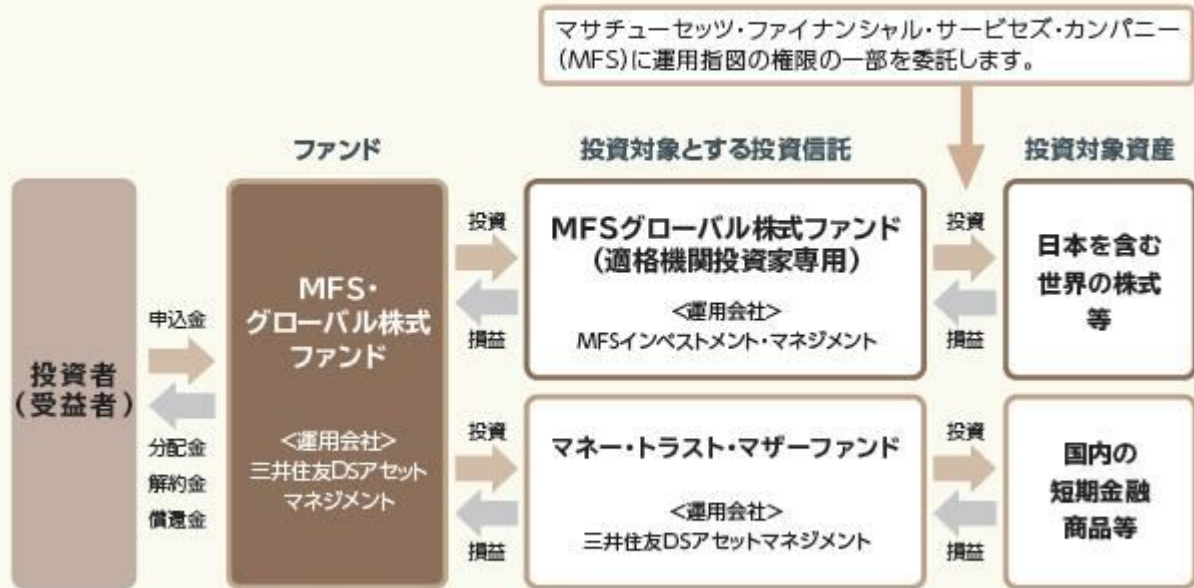 マサチューセッツ・ファイナンシャル・サービセズ・カンパニー
(MFS)に運用指図の権限の一部を委託します。
ファンド
投資対象とする投資信託
投資対象資産
投資者
(受益者)
申込金
分配金
解約金
償還金
MFS・
グローバル株式
ファンド
<運用会社>
三井住友DSアセット
マネジメント
投資
損益
MFSグローバル株式ファンド
(適格機関投資家専用)
<運用会社>
MFSインベストメント・マネジメント
投資
損益
日本を含む
世界の株式
等
投資
損益
マネー・トラスト・マザーファンド
<運用会社>
三井住友DSアセットマネジメント
投資
損益
国内の
短期金融
商品等